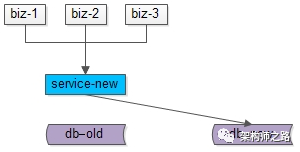 biz-1
biz-2
biz-3
service-new
db-old
架构师之路